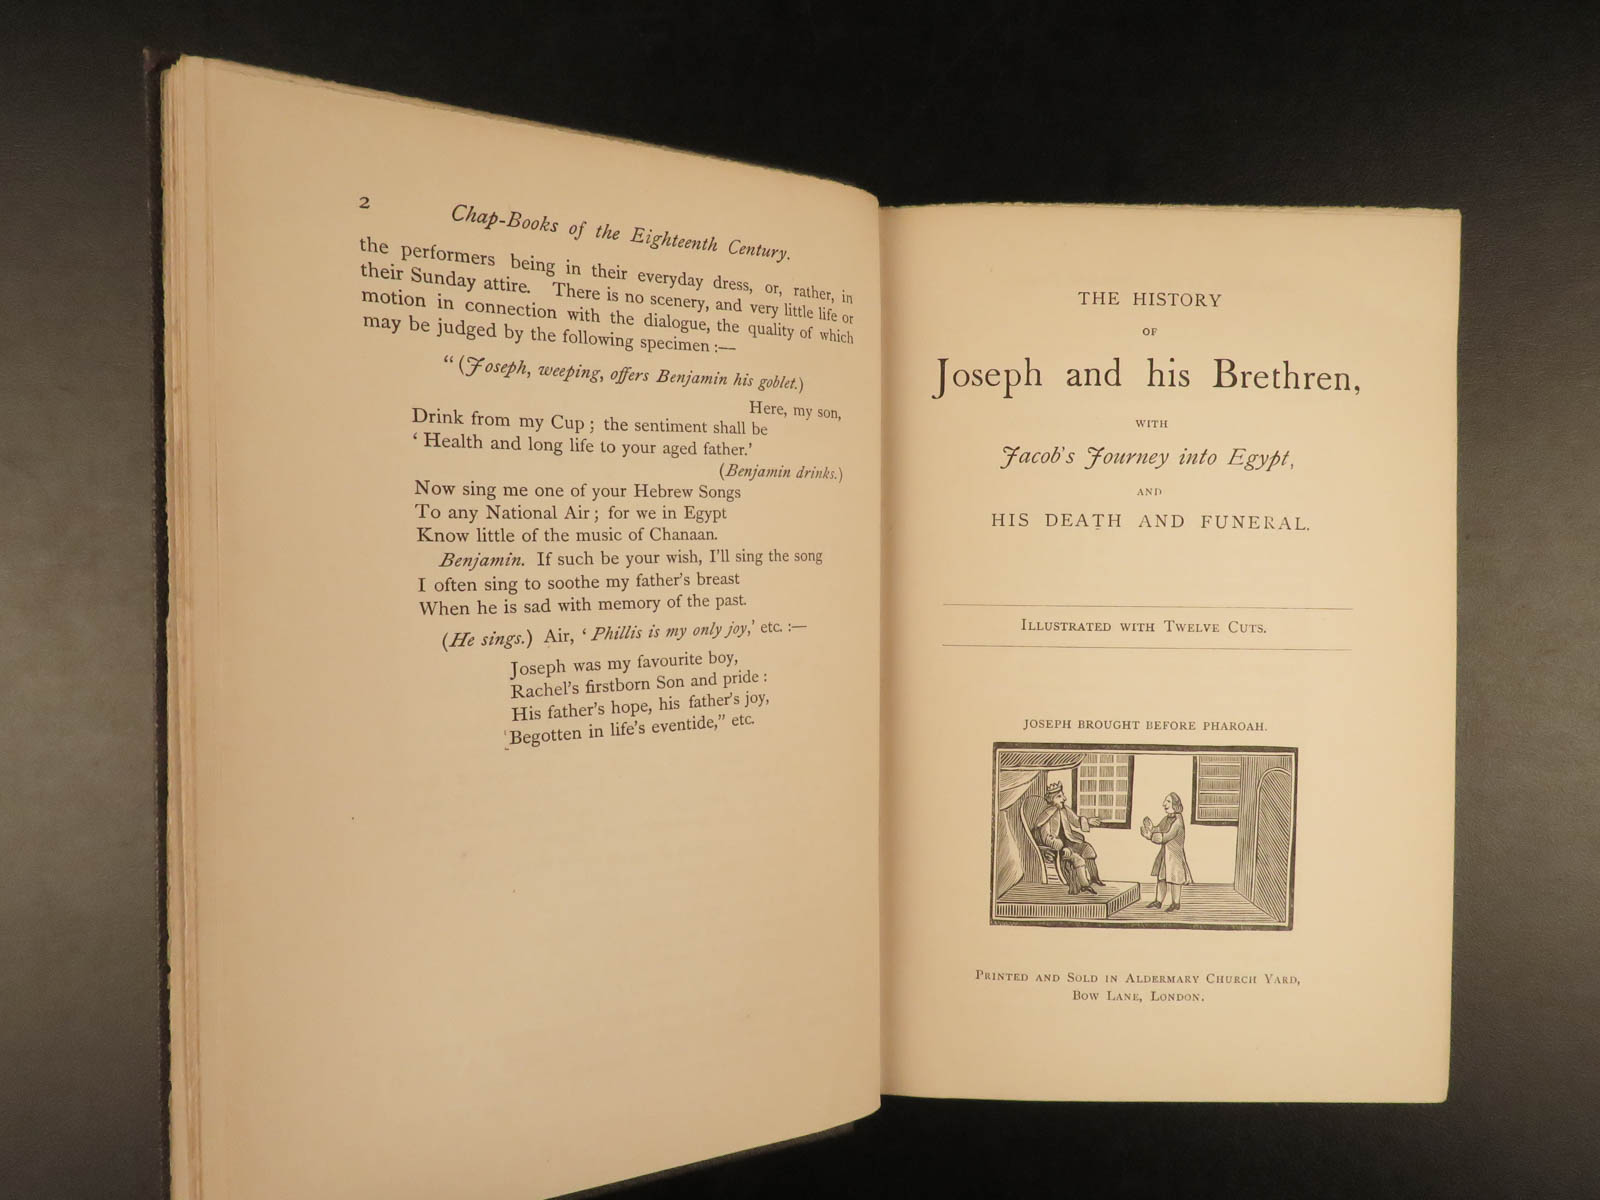 2
Chap-Books of the Eighteenth Century.
the performers being in their everyday dress, or, rather, in
their Sunday attire. There is no scenery, and very little life or
motion in connection with the dialogue, the quality of which
may be judged by the following specimen :—
“ (Joseph, weeping, offers Benjamin his goblet.)
Here, my son,
Drink from my Cup ; the sentiment shall be
‘ Health and long life to your aged father.’
(Benjamin drinks.)
Now sing me one of your Hebrew Songs
To any National Air ; for we in Egypt
Know little of the music of Chanaan.
Benjamin. If such be your wish, I’ll sing the song
I often sing to soothe my father’s breast
When he is sad with memory of the past.
(He sings.) Air, ‘ Phillis is my only joy,’ etc. :—
Joseph was my favourite boy,
Rachel’s firstborn Son and pride :
His father’s hope, his father’s joy,
Begotten in life’s eventide,” etc.
THE HISTORY
OF
Joseph and his Brethren,
WITH
Jacob’s Journey into Egypt,
AND
HIS DEATH AND FUNERAL.
ILLUSTRATED WITH TWELVE CUTS.
JOSEPH BROUGHT BEFORE PHAROAH.
PRINTED AND SOLD IN ALDERMARY CHURCH YARD,
BOW LANE, LONDON.